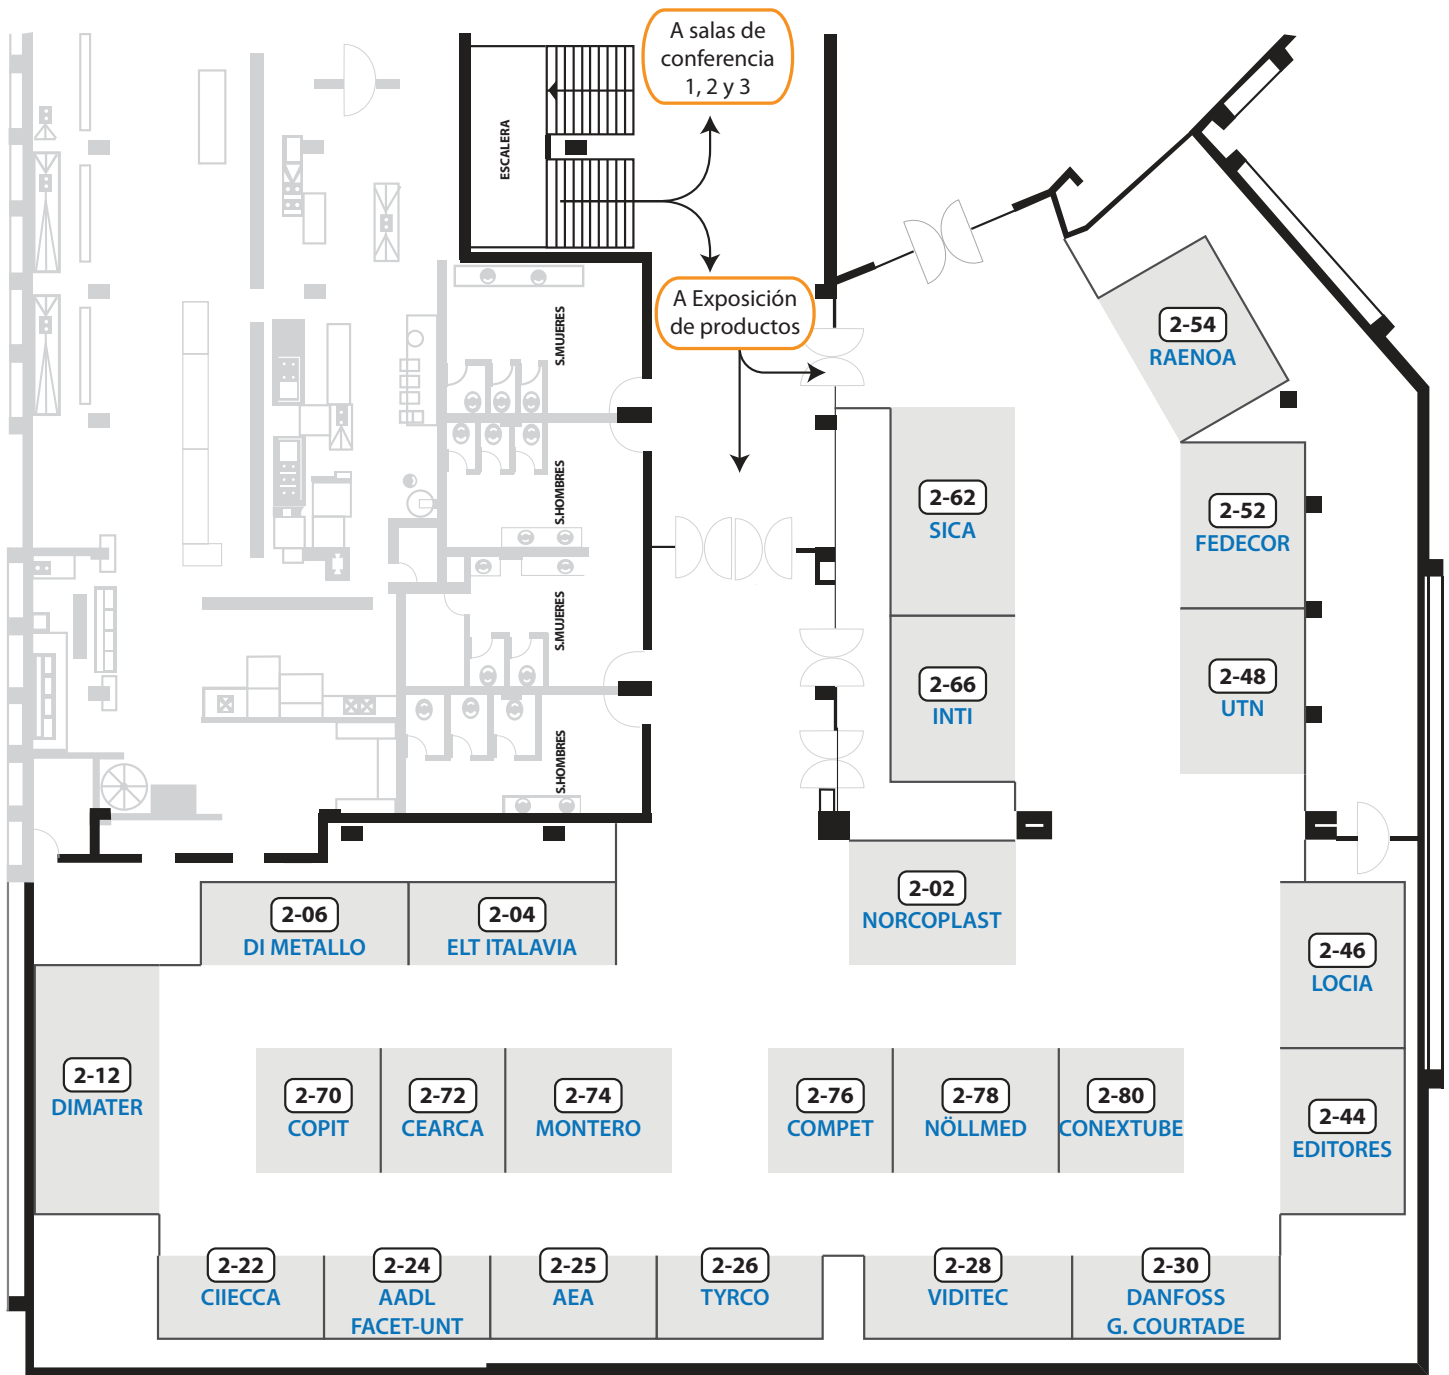 A salas de
conferencia
1, 2 y 3
ESCALERA
A Exposición
de productos
S.MUJERES
S.HOMBRES
S.MUJERES
S.HOMBRES
2-54
RAENOA
2-62
SICA
2-52
FEDECOR
2-66
INTI
2-48
UTN
2-02
NORCOPLAST
2-06
DI METALLO
2-04
ELT ITALAVIA
2-46
LOCIA
2-12
DIMATER
2-70
COPIT
2-72
CEARCA
2-74
MONTERO
2-76
COMPET
2-78
NÖLLMED
2-80
CONEXTUBE
2-44
EDITORES
2-22
CIIECCA
2-24
AADL
FACET-UNT
2-25
AEA
2-26
TYRCO
2-28
VIDITEC
2-30
DANFOSS
G. COURTADE